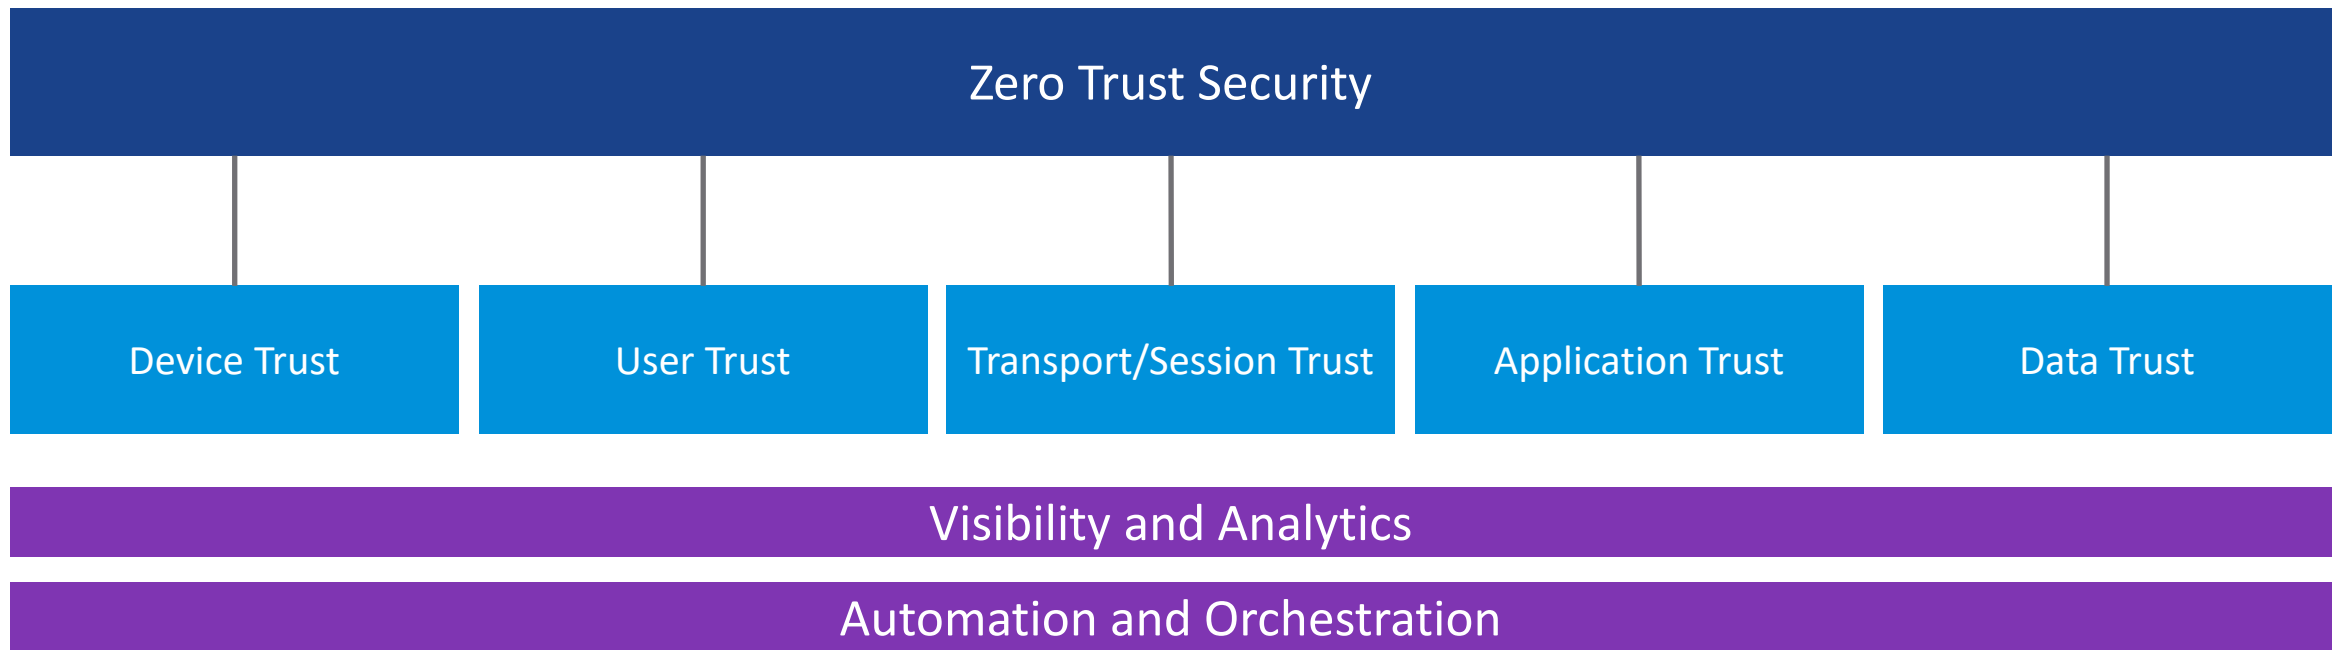 Zero Trust Security
Device Trust
User Trust
Transport/Session Trust
Application Trust
Data Trust
Visibility and Analytics
Automation and Orchestration